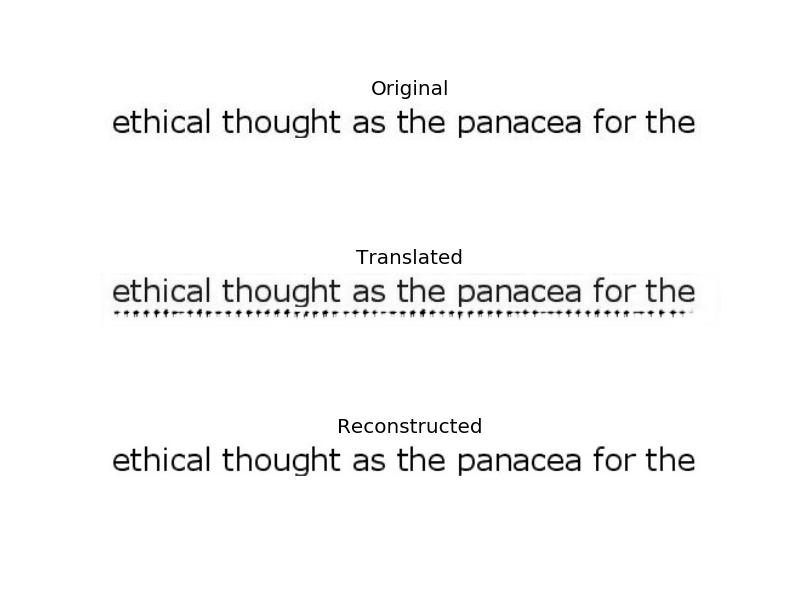 Original
ethical thought as the panacea for the
Translated
ethical thought as the panacea for the
Reconstructed
ethical thought as the panacea for the